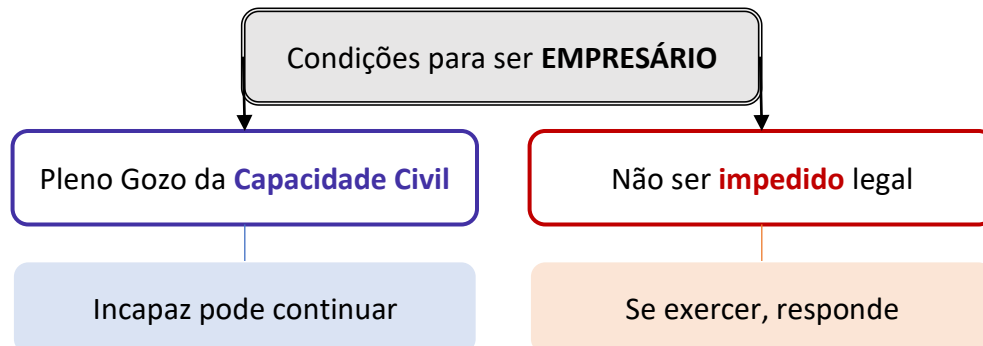 Condições para ser EMPRESÁRIO
Pleno Gozo da Capacidade Civil
Não ser impedido legal
Incapaz pode continuar
Se exercer, responde